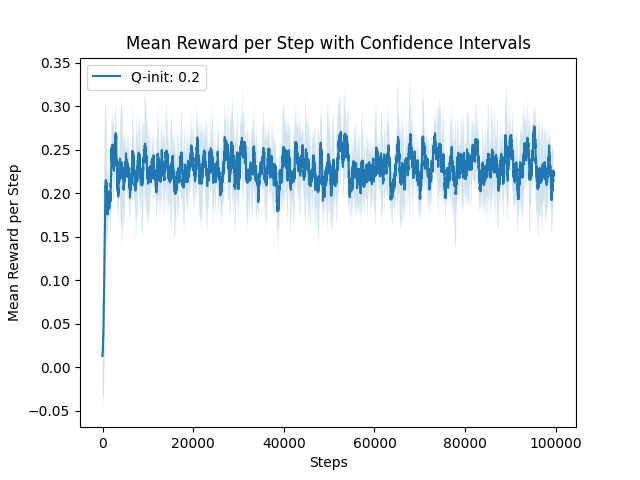 Mean Reward per Step with Confidence Intervals
Q-init: 0.2
Mean Reward per Step
0.35
0.30
0.25
0.20
0.15
0.10
0.05
0.00
−0.05
0 20000 40000 60000 80000 100000
Steps